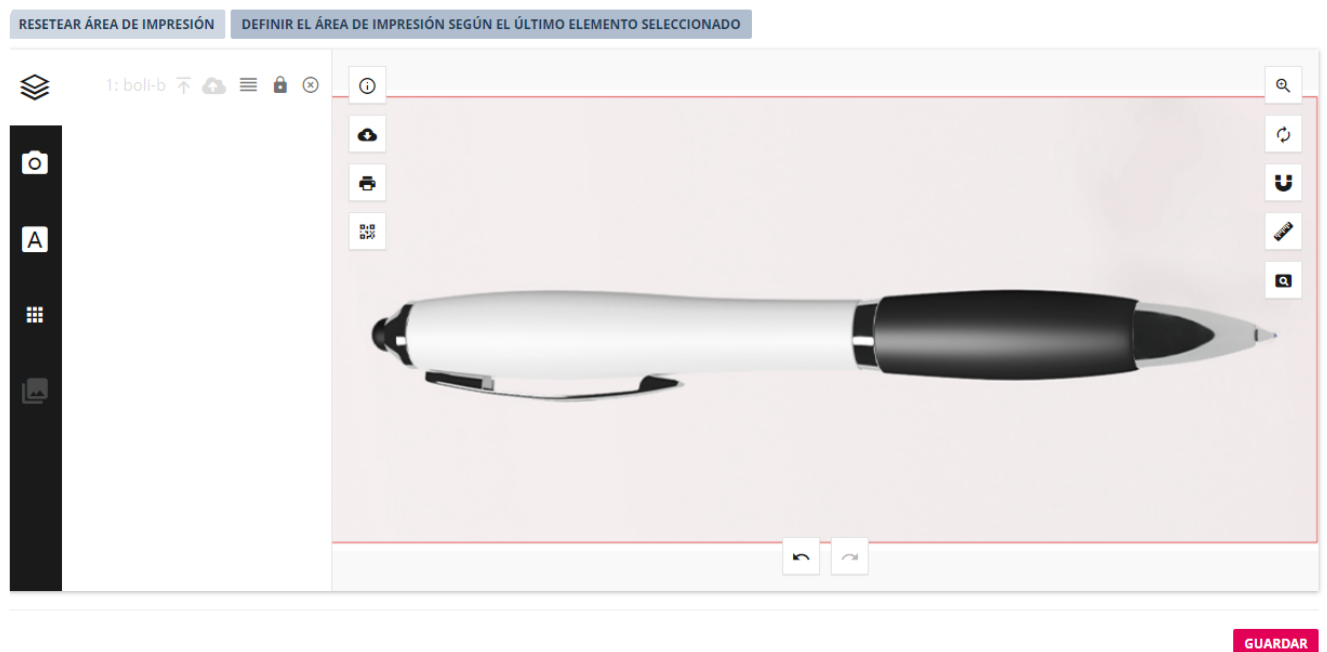 RESETEAR ÁREA DE IMPRESIÓN
DEFINIR EL ÁREA DE IMPRESIÓN SEGÚN EL ÚLTIMO ELEMENTO SELECCIONADO
1: boli-b
A
GUARDAR